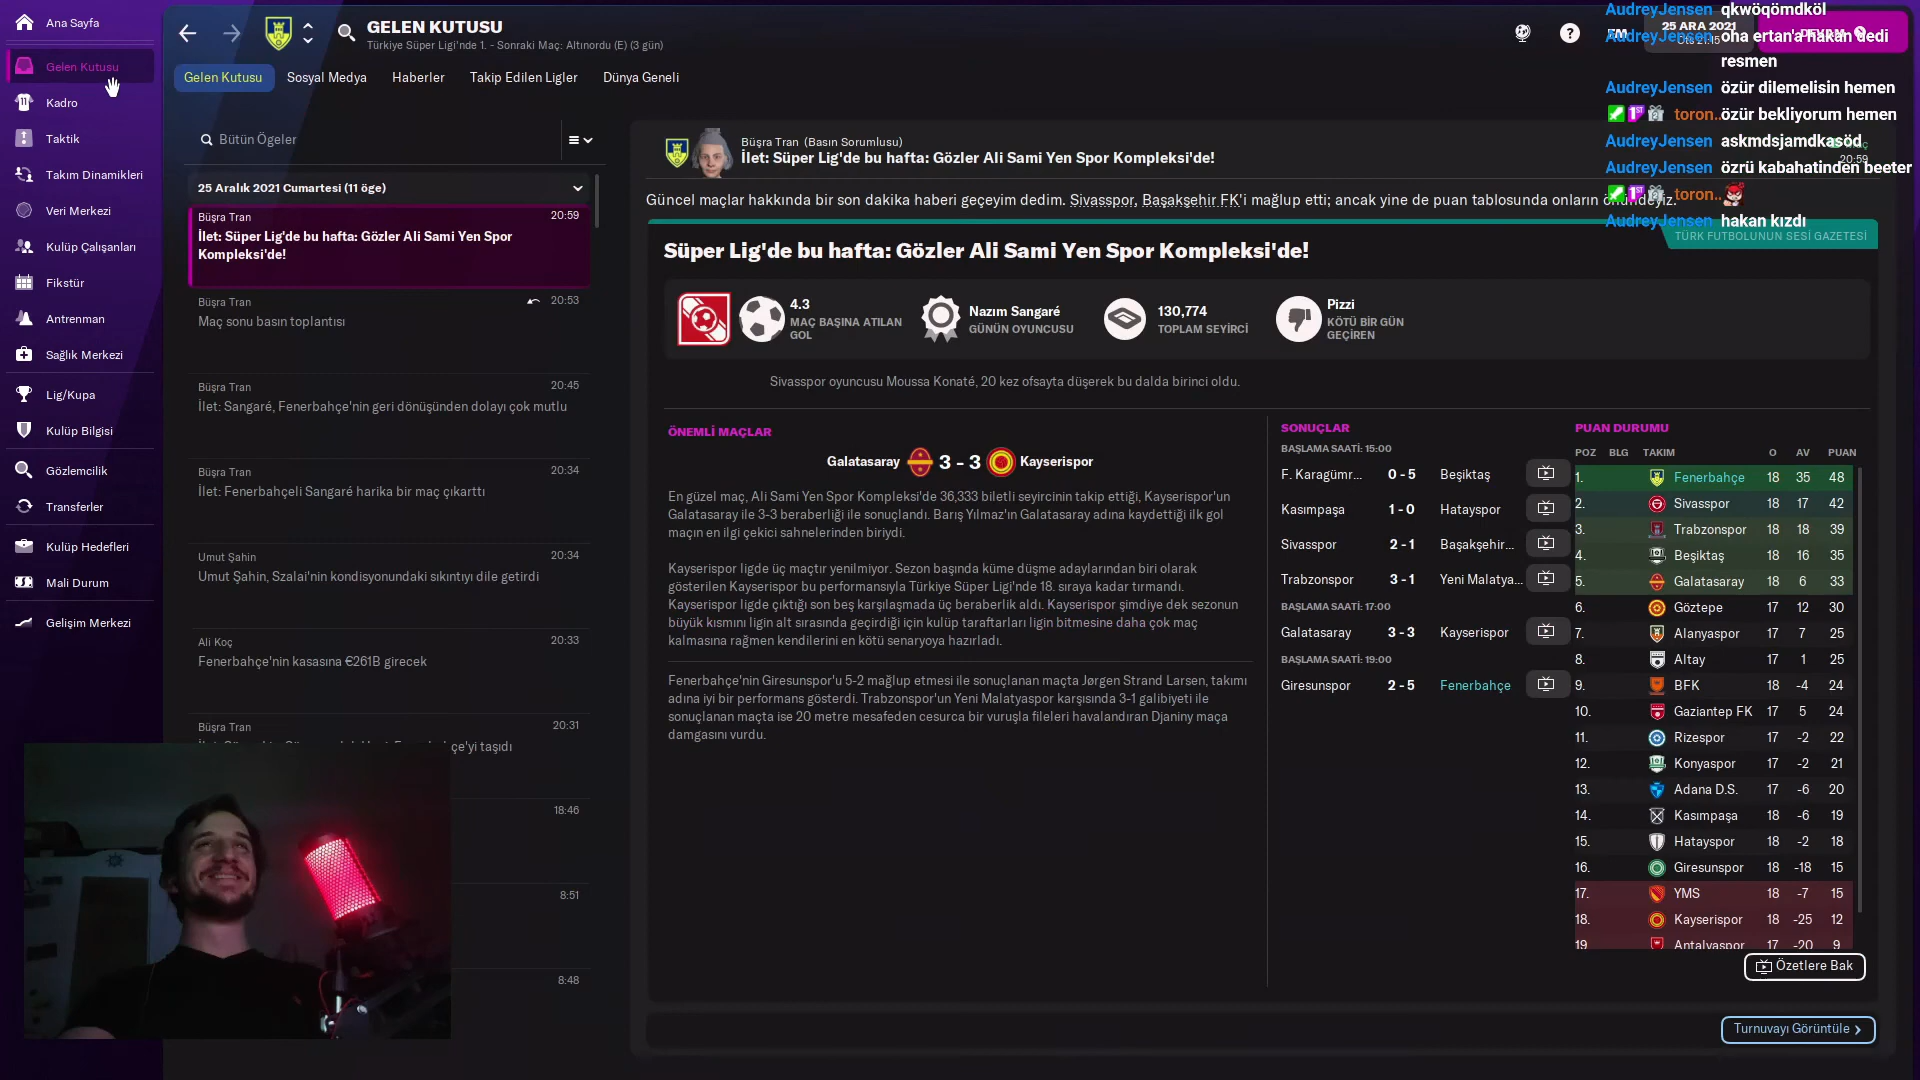 Ana Sayfa
Gelen Kutusu
Kadro
Taktik
Takım Dinamikleri
Veri Merkezi
Kulüp Çalışanları
Fikstür
Antrenman
Sağlık Merkezi
Lig/Kupa
Kulüp Bilgisi
Gözlemcilik
Transferler
Kulüp Hedefleri
Mali Durum
Gelişim Merkezi
GELEN KUTUSU
Türkiye Süper Ligi'nde 1. - Sonraki Maç: Altınordu (E) (3 gün)
25 ARA 2021
Cts 21:15
FM
Gelen Kutusu
Sosyal Medya
Haberler
Takip Edilen Ligler
Dünya Geneli
AudreyJensen qkwöqömdköl
AudreyJensen oha ertan'a hakan dedi
resmen
AudreyJensen özür dilemelisin hemen
toron.. özür bekliyorum hemen
AudreyJensen askmdsjamdkasöd
AudreyJensen özrü kabahatinden beeter
toron..
AudreyJensen hakan kızdı
Bütün Ögeler
25 Aralık 2021 Cumartesi (11 öge)
Büşra Tran 20:59
İlet: Süper Lig'de bu hafta: Gözler Ali Sami Yen Spor
Kompleksi'de!
Büşra Tran 20:53
Maç sonu basın toplantısı
Büşra Tran 20:45
İlet: Sangaré, Fenerbahçe'nin geri dönüşünden dolayı çok mutlu
Büşra Tran 20:34
İlet: Fenerbahçeli Sangaré harika bir maç çıkarttı
Umut Şahin 20:34
Umut Şahin, Szalai'nin kondisyonundaki sıkıntıyı dile getirdi
Ali Koç 20:33
Fenerbahçe'nin kasasına €261B girecek
Büşra Tran 20:31
çe'yi taşıdı
18:46
8:51
8:48
Büşra Tran (Basın Sorumlusu)
İlet: Süper Lig'de bu hafta: Gözler Ali Sami Yen Spor Kompleksi'de!
20:59
Güncel maçlar hakkında bir son dakika haberi geçeyim dedim. Sivasspor, Başakşehir FK'i mağlup etti; ancak yine de puan tablosunda onların önündeyiz.
TÜRK FUTBOLUNUN SESİ GAZETESİ
Süper Lig'de bu hafta: Gözler Ali Sami Yen Spor Kompleksi'de!
4.3
MAÇ BAŞINA ATILAN
GOL
Nazım Sangaré
GÜNÜN OYUNCUSU
130,774
TOPLAM SEYİRCİ
Pizzi
KÖTÜ BİR GÜN
GEÇİREN
Sivasspor oyuncusu Moussa Konaté, 20 kez ofsayta düşerek bu dalda birinci oldu.
ÖNEMLİ MAÇLAR
Galatasaray 3 - 3 Kayserispor
En güzel maç, Ali Sami Yen Spor Kompleksi'de 36,333 biletli seyircinin takip ettiği, Kayserispor'un
Galatasaray ile 3-3 beraberliği ile sonuçlandı. Barış Yılmaz'ın Galatasaray adına kaydettiği ilk gol
maçın en ilgi çekici sahnelerinden biriydi.
Kayserispor ligde üç maçtır yenilmiyor. Sezon başında küme düşme adaylarından biri olarak
gösterilen Kayserispor bu performansıyla Türkiye Süper Ligi'nde 18. sıraya tırmandı.
Kayserispor ligde çıktığı son beş karşılaşmada üç beraberlik aldı. Kayserispor şimdiye dek sezonun
büyük kısmını ligin alt sırasında geçirdiği için kulüp taraftarları ligin bitmesine daha çok maç
kalmasına rağmen kendilerini en kötü senaryoya hazırladı.
Fenerbahçe'nin Giresunspor'u 5-2 mağlup etmesi ile sonuçlanan maçta Jørgen Strand Larsen, takımı
adına iyi bir performans gösterdi. Trabzonspor'un Yeni Malatyaspor karşısında 3-1 galibiyeti ile
sonuçlanan maçta ise 20 metre mesafeden cesurca bir vuruşla fileleri havalandıran Djaniny maça
damgasını vurdu.
SONUÇLAR
BAŞLAMA SAATİ: 15:00
F. Karagümr... 0 - 5 Beşiktaş
Kasımpaşa 1 - 0 Hatayspor
Sivasspor 2 - 1 Başakşehir...
Trabzonspor 3 - 1 Yeni Malatya...
BAŞLAMA SAATİ: 17:00
Galatasaray 3 - 3 Kayserispor
BAŞLAMA SAATİ: 19:00
Giresunspor 2 - 5 Fenerbahçe
PUAN DURUMU
POZ BLG TAKIM O AV PUAN
1. Fenerbahçe 18 35 48
2. Sivasspor 18 17 42
3. Trabzonspor 18 18 39
4. Beşiktaş 18 16 35
5. Galatasaray 18 6 33
6. Göztepe 17 12 30
7. Alanyaspor 17 7 25
8. Altay 17 1 25
9. BFK 18 -4 24
10. Gaziantep FK 17 5 24
11. Rizespor 17 -2 22
12. Konyaspor 17 -2 21
13. Adana D.S. 17 -6 20
14. Kasımpaşa 18 -6 19
15. Hatayspor 18 -2 18
16. Giresunspor 18 -18 15
17. YMS 18 -7 15
18. Kayserispor 18 -25 12
19 Antalyaspor 17 -20 9
Özetlere Bak
Turnuvayı Görüntüle